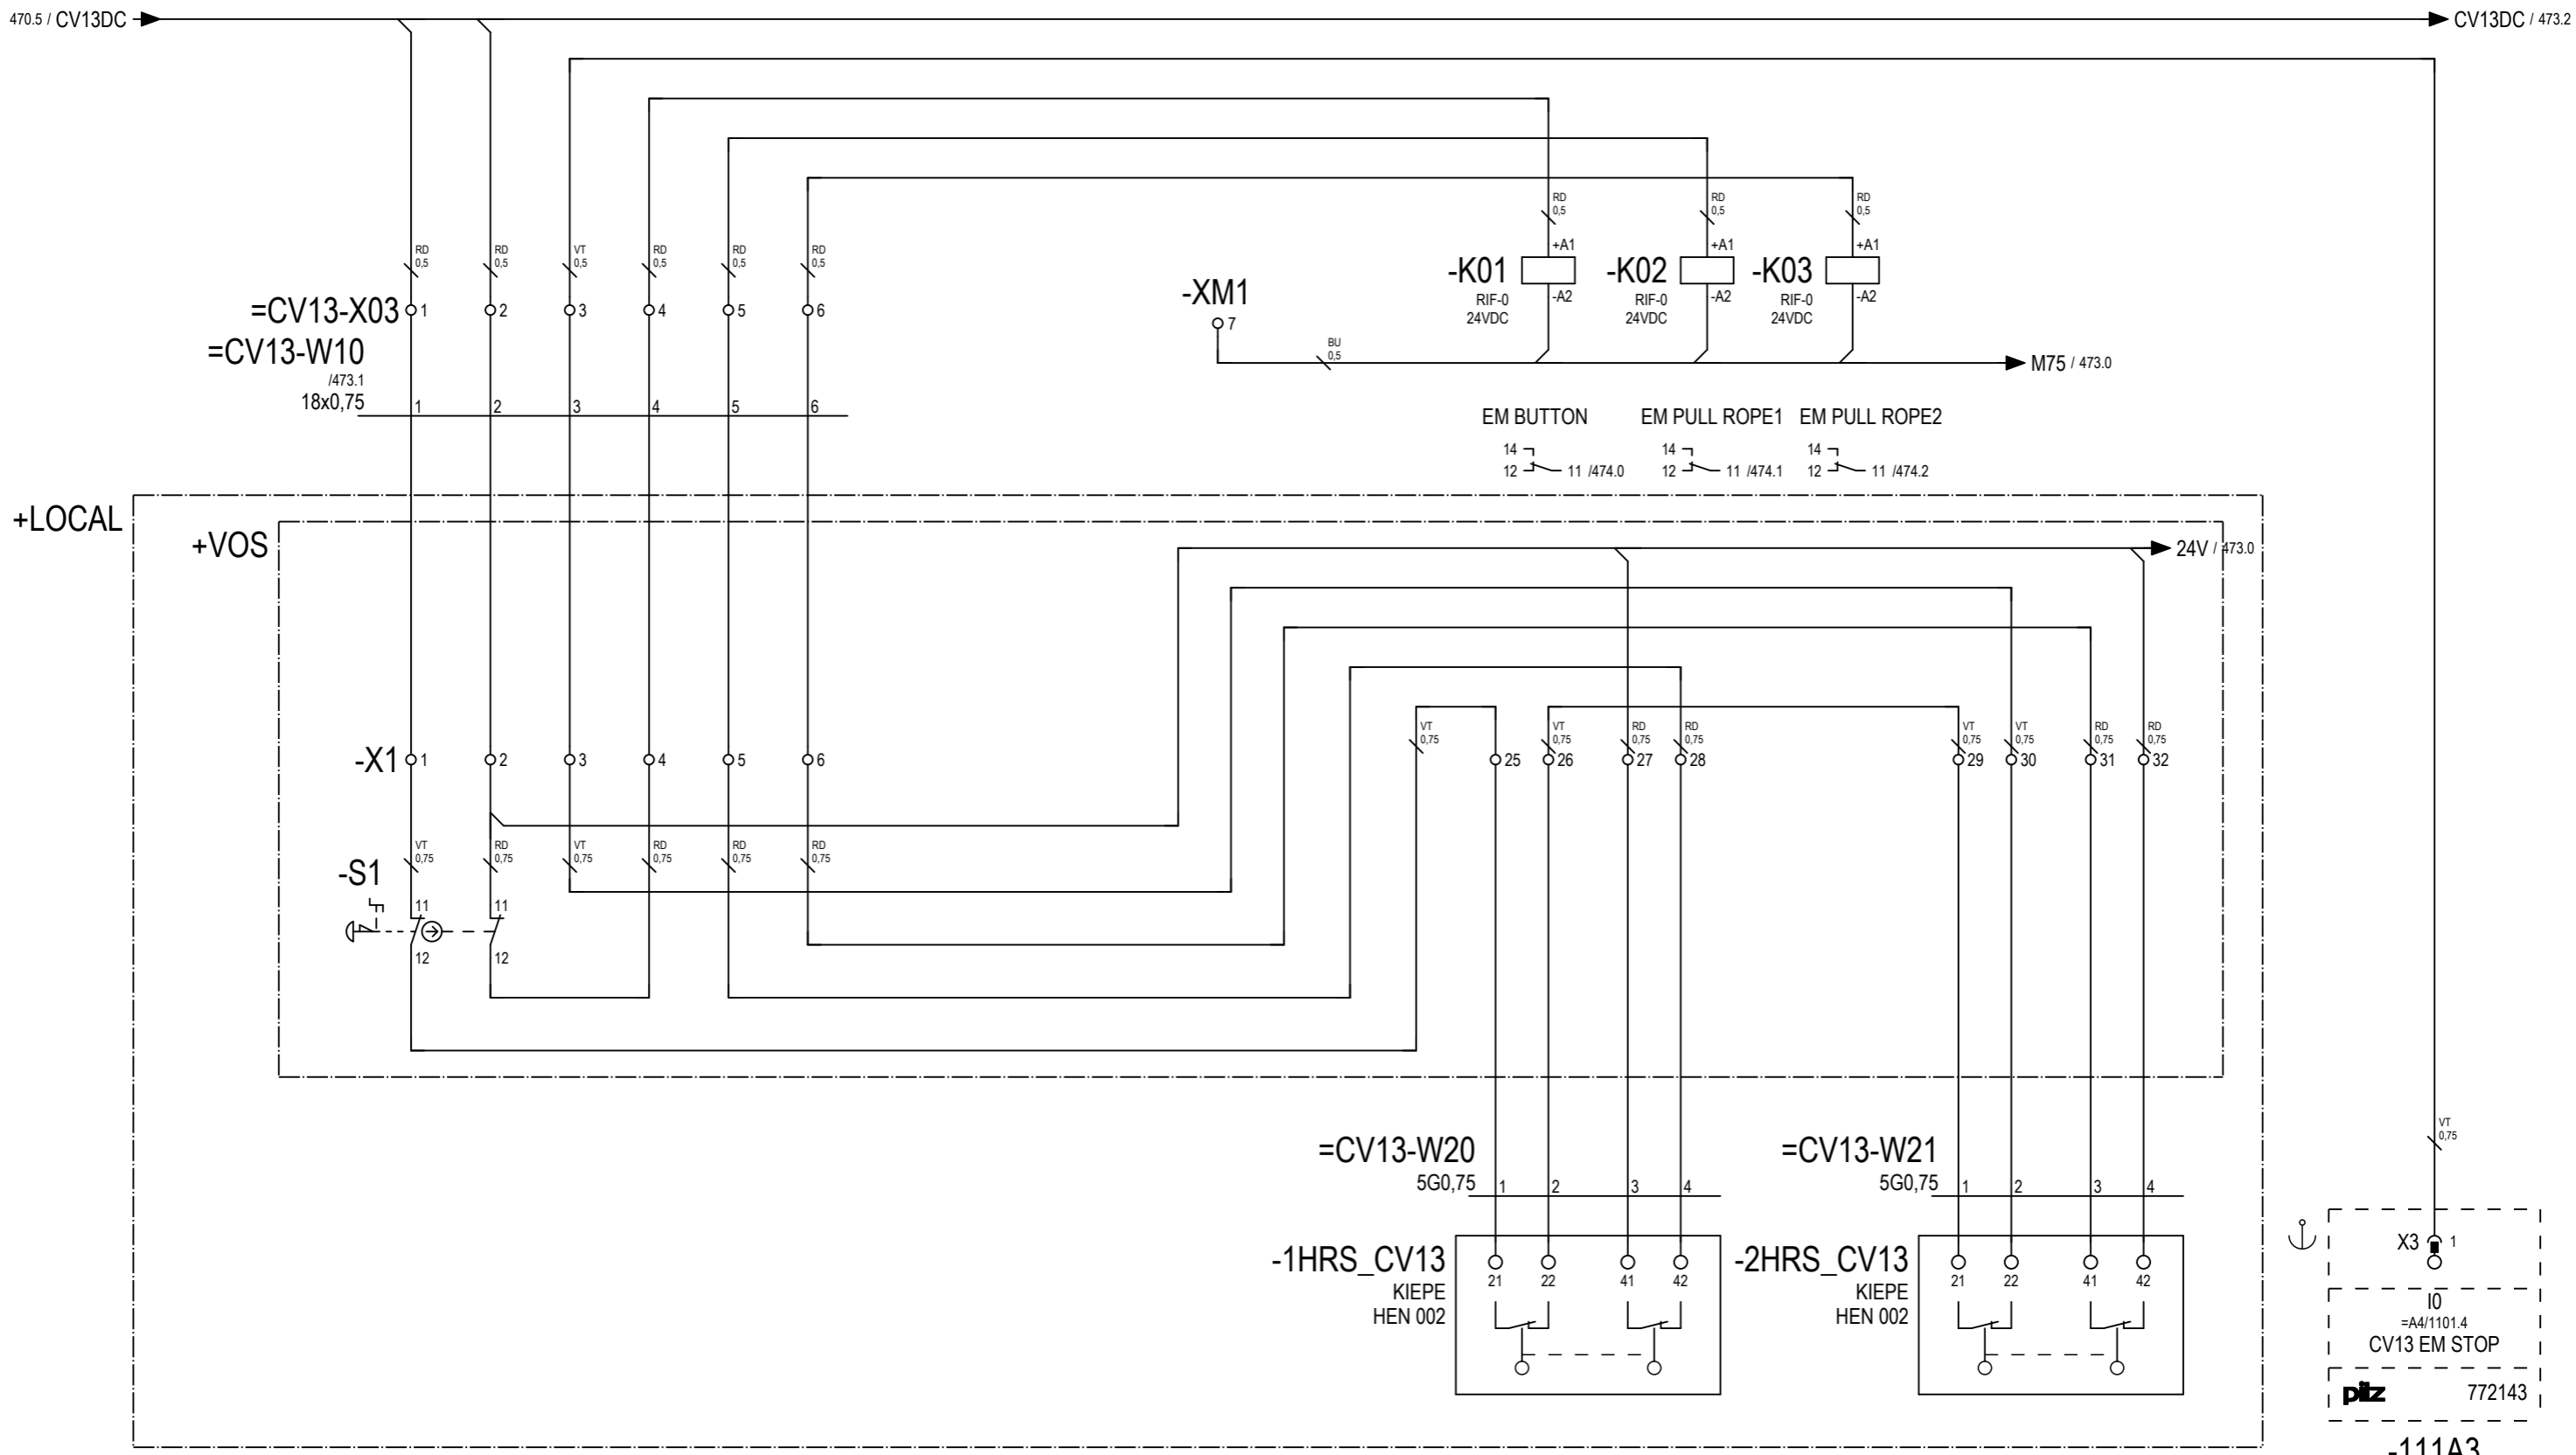 470.5 / CV13DC
CV13DC / 473.2
RD
0,5
RD
0,5
RD
0,5
+A1
+A1
+A1
-K01
-K02
-K03
RIF-0
24VDC
RIF-0
24VDC
RIF-0
24VDC
-A2
-A2
-A2
RD
0,5
RD
0,5
VT
0,5
RD
0,5
RD
0,5
RD
0,5
=CV13-X03
1
2
3
4
5
6
-XM1
7
BU
0,5
M75 / 473.0
=CV13-W10
/473.1
18x0,75
1
2
3
4
5
6
EM BUTTON
EM PULL ROPE1
EM PULL ROPE2
14
12
11 /474.0
14
12
11 /474.1
14
12
11 /474.2
+LOCAL
+VOS
24V / 473.0
VT
0,75
VT
0,75
RD
0,75
RD
0,75
VT
0,75
VT
0,75
RD
0,75
RD
0,75
-X1
1
2
3
4
5
6
25
26
27
28
29
30
31
32
VT
0,75
RD
0,75
VT
0,75
RD
0,75
RD
0,75
RD
0,75
-S1
11
11
12
12
=CV13-W20
5G0,75
1
2
3
4
=CV13-W21
5G0,75
1
2
3
4
VT
0,75
-1HRS_CV13
KIEPE
HEN 002
21
22
41
42
-2HRS_CV13
KIEPE
HEN 002
21
22
41
42
X3
1
I0
=A4/1101.4
CV13 EM STOP
pilz
772143
-111A3